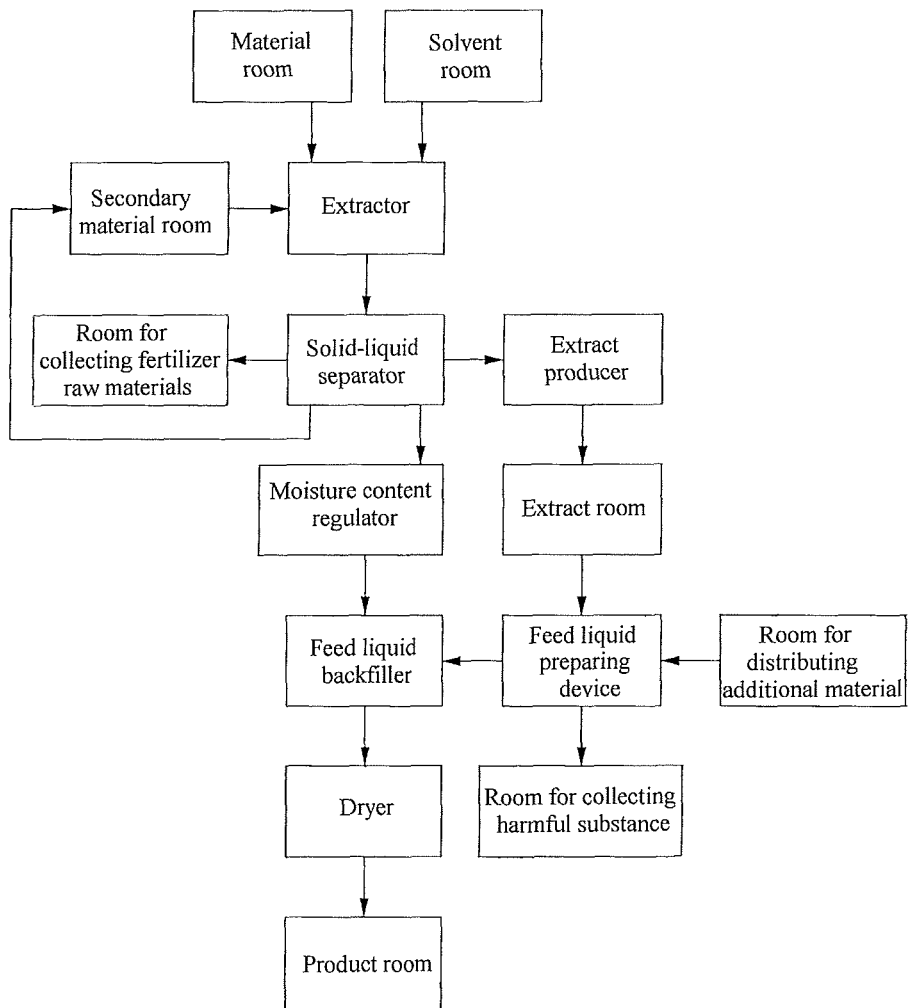 Material
room
Solvent
room
Secondary
material room
Extractor
Room for
collecting fertilizer
raw materials
Solid-liquid
separator
Extract
producer
Moisture content
regulator
Extract room
Feed liquid
backfiller
Feed liquid
preparing
device
Room for
distributing
additional material
Dryer
Room for collecting
harmful substance
Product room